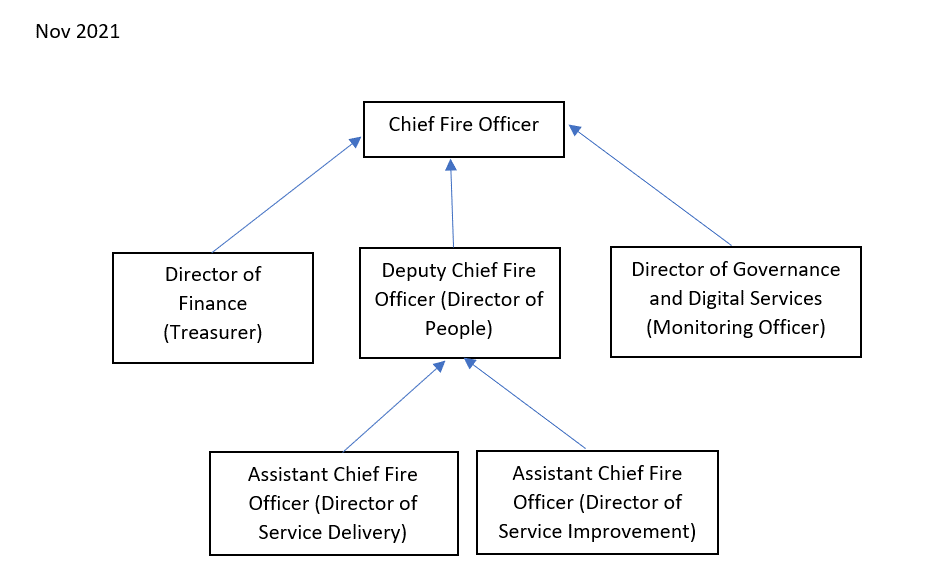 Nov 2021
Chief Fire Officer
Director of
Finance
(Treasurer)
Deputy Chief Fire
Officer (Director of
People)
Director of Governance
and Digital Services
(Monitoring Officer)
Assistant Chief Fire
Officer (Director of
Service Delivery)
Assistant Chief Fire
Officer (Director of
Service Improvement)